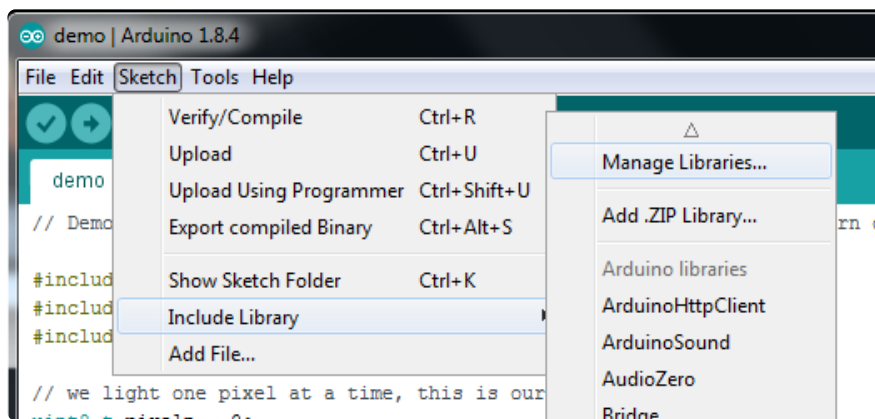 demo | Arduino 1.8.4
File Edit Sketch Tools Help
Verify/Compile Ctrl+R
Upload Ctrl+U
Upload Using Programmer Ctrl+Shift+U
Export compiled Binary Ctrl+Alt+S
Show Sketch Folder Ctrl+K
Include Library
Add File...
Manage Libraries...
Add .ZIP Library...
Arduino libraries
ArduinoHttpClient
ArduinoSound
AudioZero
Bridge
demo
// Demo
#includ
#includ
#includ
// we light one pixel at a time, this is our